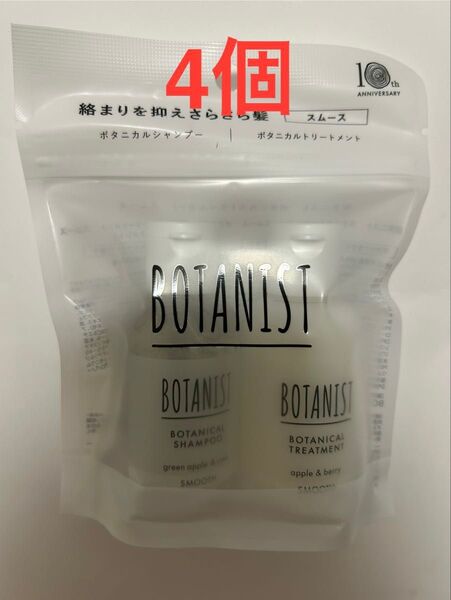 4個
10th
ANNIVERSARY
絡まりを抑えさらさら髪 スムース
ボタニカルシャンプー ボタニカルトリートメント
BOTANIST
BOTANIST BOTANIST
BOTANICAL SHAMPOO
BOTANICAL TREATMENT
green apple &
apple & berry
SMOOTH
SMOOTH